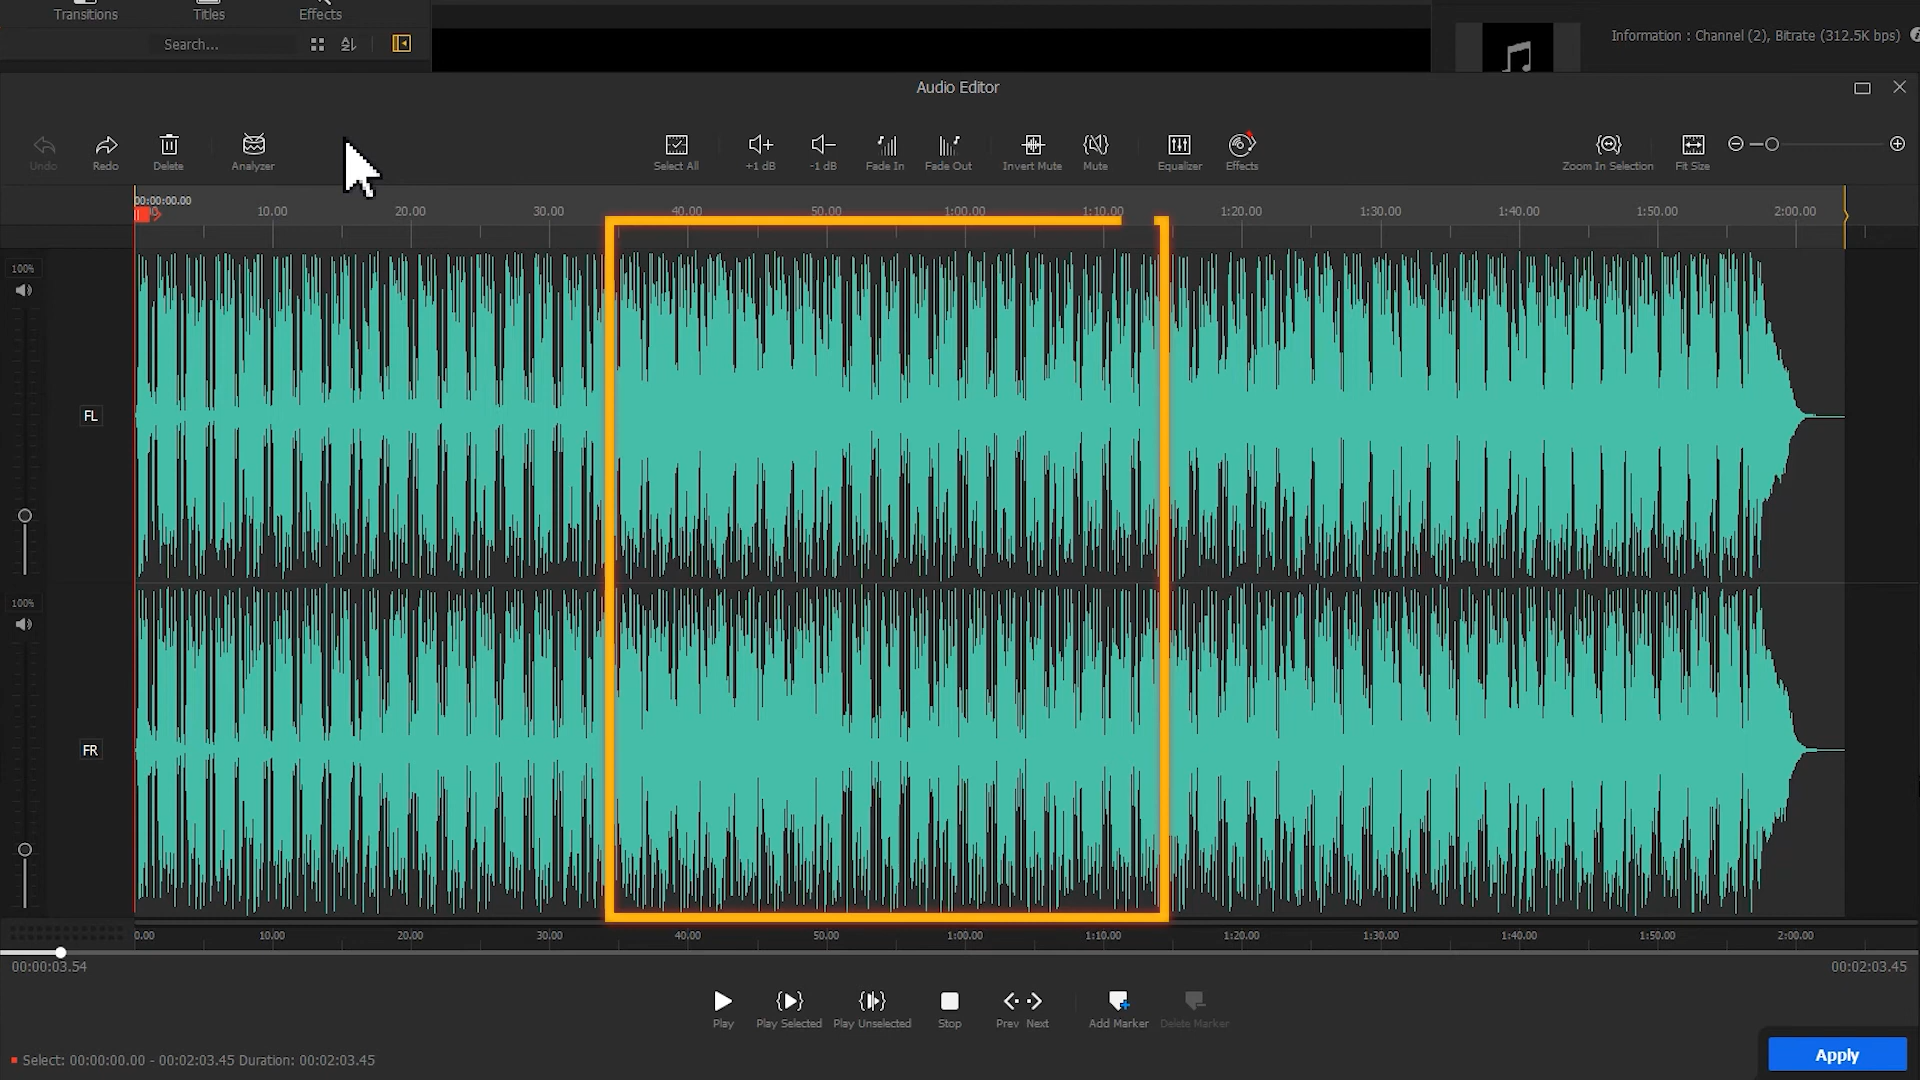 Transitions Titles Effects
Search...
Information : Channel (2), Bitrate (312.5K bps)
Audio Editor
Undo Redo Delete Analyzer Select All +1 dB -1 dB Fade In Fade Out Invert Mute Mute Equalizer Effects Zoom In Selection Fit Size
00:00:00.00
10.00 20.00 30.00 40.00 50.00 1:00.00 1:10.00 1:20.00 1:30.00 1:40.00 1:50.00 2:00.00
100%
FL
100%
FR
0.00 10.00 20.00 30.00 40.00 50.00 1:00.00 1:10.00 1:20.00 1:30.00 1:40.00 1:50.00 2:00.00
00:00:03.54 00:02:03.45
Play Play Selected Play Unselected Stop Prev Next Add Marker Delete Marker
Select: 00:00:00.00 - 00:02:03.45 Duration: 00:02:03.45
Apply